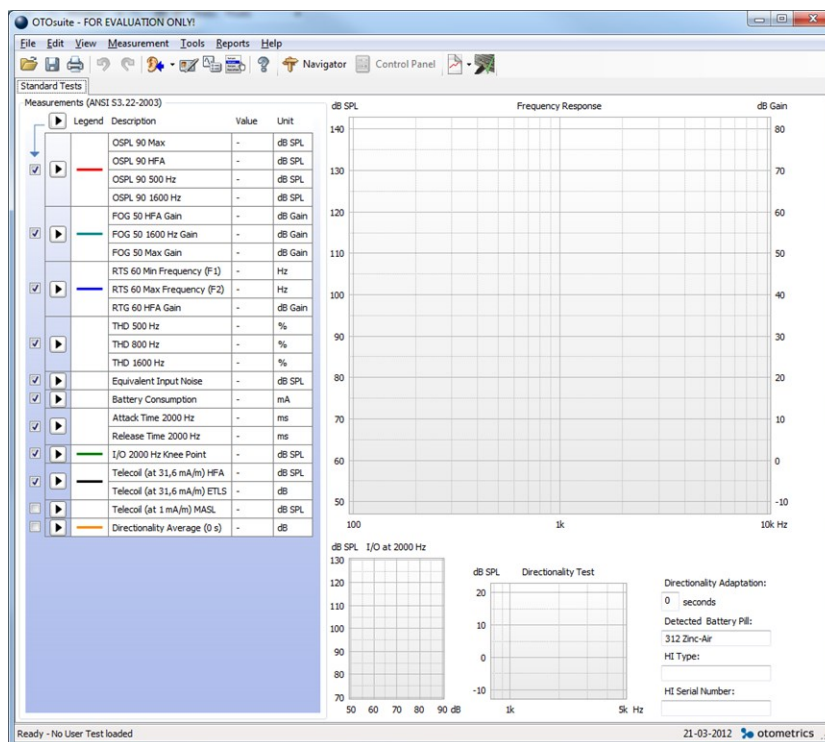 OTOsuite - FOR EVALUATION ONLY!
File Edit View Measurement Tools Reports Help
Navigator Control Panel
Standard Tests
Measurements (ANSI S3.22-2003)
Legend Description Value Unit
OSPL 90 Max - dB SPL
OSPL 90 HFA - dB SPL
OSPL 90 500 Hz - dB SPL
OSPL 90 1600 Hz - dB SPL
FOG 50 HFA Gain - dB Gain
FOG 50 1600 Hz Gain - dB Gain
FOG 50 Max Gain - dB Gain
RTS 60 Min Frequency (F1) - Hz
RTS 60 Max Frequency (F2) - Hz
RTG 60 HFA Gain - dB Gain
THD 500 Hz - %
THD 800 Hz - %
THD 1600 Hz - %
Equivalent Input Noise - dB SPL
Battery Consumption - mA
Attack Time 2000 Hz - ms
Release Time 2000 Hz - ms
I/O 2000 Hz Knee Point - dB SPL
Telecoil (at 31,6 mA/m) HFA - dB SPL
Telecoil (at 31,6 mA/m) ETLS - dB
Telecoil (at 1 mA/m) MASL - dB SPL
Directionality Average (0 s) - dB
dB SPL Frequency Response dB Gain
140 80
130 70
120 60
110 50
100 40
90 30
80 20
70 10
60 0
50 -10
100 1k 10k Hz
dB SPL I/O at 2000 Hz
130
120
110
100
90
80
70
50 60 70 80 90 dB
dB SPL Directionality Test
20
10
0
-10
1k 5k Hz
Directionality Adaptation:
0 seconds
Detected Battery Pill:
312 Zinc-Air
HI Type:
HI Serial Number:
Ready - No User Test loaded 21-03-2012 otometrics